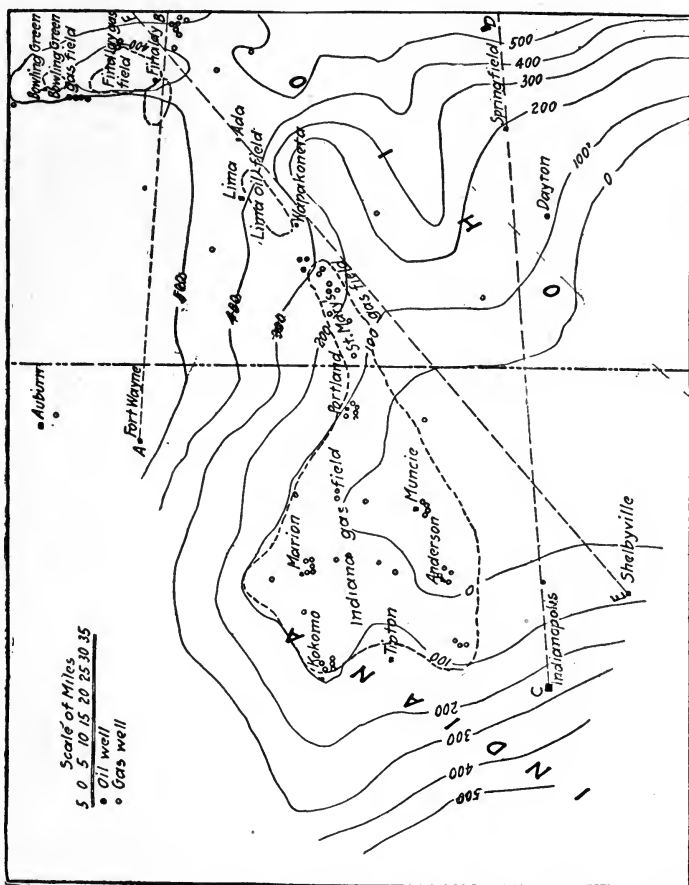 Scale of Miles
5 0 5 10 15 20 25 30 35
Oil well
Gas well
Auburn
A Fort Wayne
Bowling Green
Bowling Green
gas field
Findlay gas
field
400
F
Findlay B
Ada
Lima
Lima oil field
Wapakoneta
500
400
300
200
100
St. Marys
gas field
Portland
Indiana gas field
Marion
Kokomo
Tipton
Muncie
Anderson
0
100
200
300
400
500
INDIANA
OHIO
500
400
300
200
100'
0
D
Springfield
Dayton
C Indianapolis
E Shelbyville